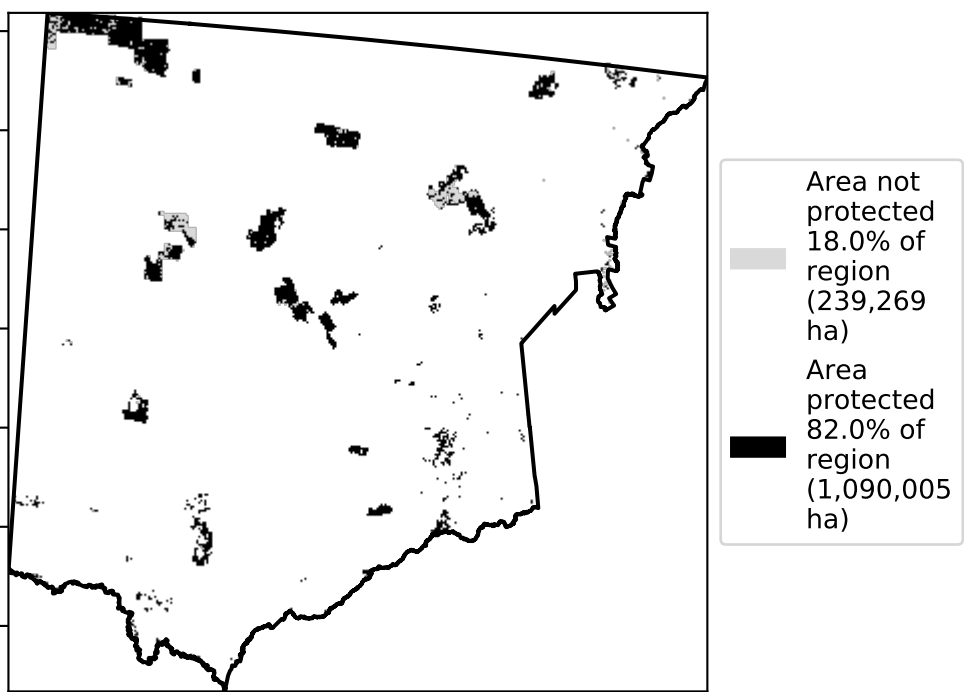 Area not
protected
18.0% of
region
(239,269
ha)
Area
protected
82.0% of
region
(1,090,005
ha)